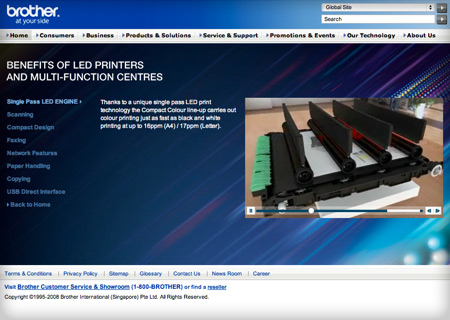 brother
at your side
Global Site
Search
Home
Consumers
Business
Products & Solutions
Service & Support
Promotions & Events
Our Technology
About Us
BENEFITS OF LED PRINTERS
AND MULTI-FUNCTION CENTRES
Single Pass LED ENGINE
Scanning
Compact Design
Faxing
Network Features
Paper Handling
Copying
USB Direct Interface
Back to Home
Thanks to a unique single pass LED print
technology the Compact Colour line-up carries out
colour printing just as fast as black and white
printing at up to 16ppm (A4) / 17ppm (Letter).
Terms & Conditions | Privacy Policy | Sitemap | Glossary | Contact Us | News Room | Career
Visit Brother Customer Service & Showroom (1-800-BROTHER) or find a reseller
Copyright ©1995-2008 Brother International (Singapore) Pte Ltd. All Rights Reserved.